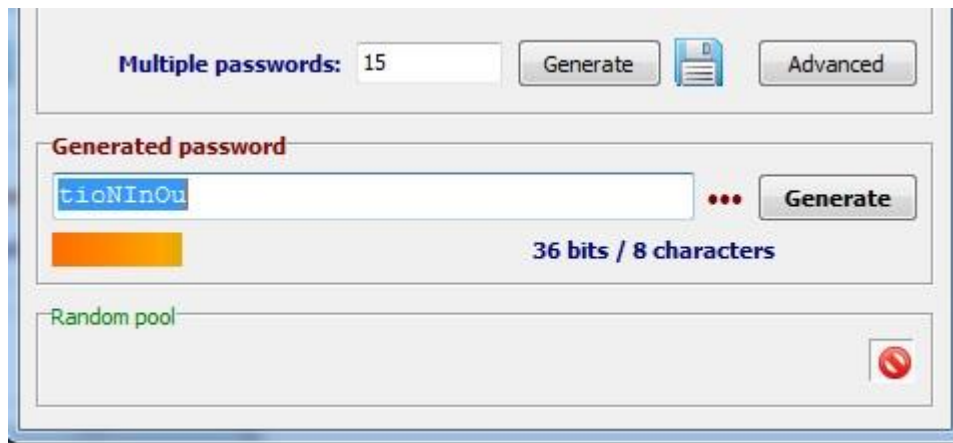 Multiple passwords: 15 Generate Advanced
Generated password
tioNInOu ••• Generate
36 bits / 8 characters
Random pool